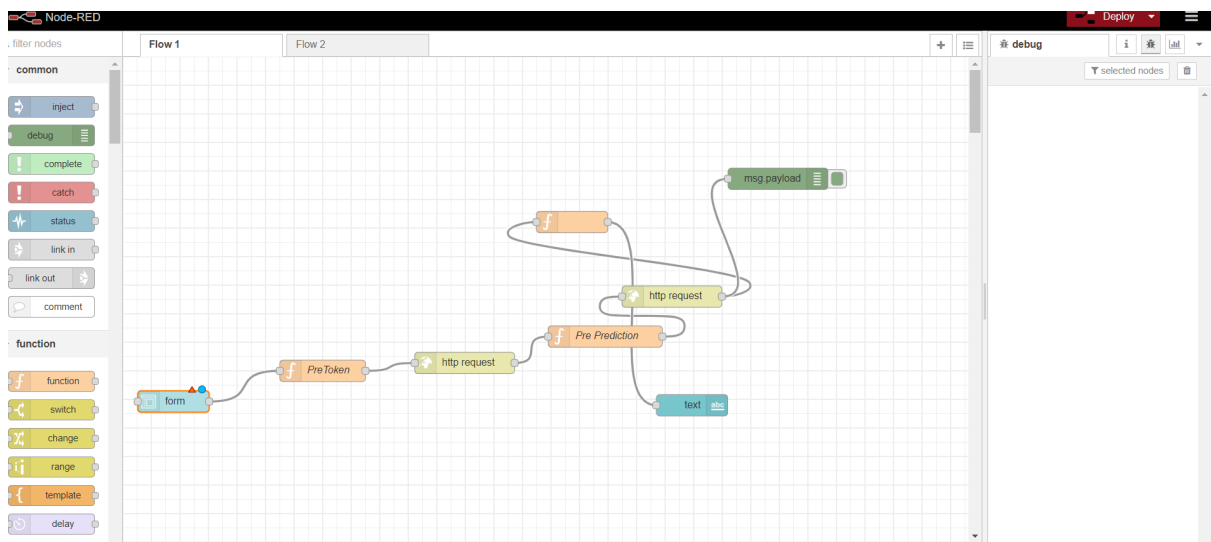 Node-RED
Deploy
filter nodes
Flow 1
Flow 2
debug
i
selected nodes
common
inject
debug
complete
catch
status
link in
link out
comment
function
function
switch
change
range
template
delay
msg.payload
http request
Pre Prediction
http request
PreToken
form
text abc